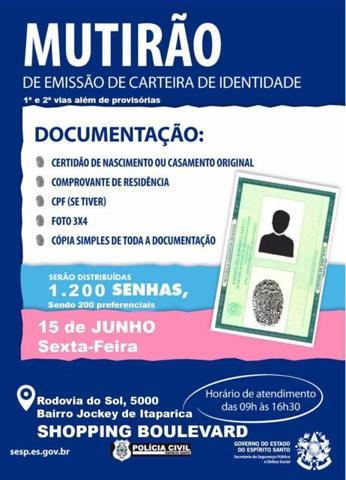 MUTIRÃO
DE EMISSÃO DE CARTEIRA DE IDENTIDADE
1ª e 2ª vias além de provisórias
DOCUMENTAÇÃO:
CERTIDÃO DE NASCIMENTO OU CASAMENTO ORIGINAL
COMPROVANTE DE RESIDÊNCIA
CPF (SE TIVER)
FOTO 3X4
CÓPIA SIMPLES DE TODA A DOCUMENTAÇÃO
SERÃO DISTRIBUÍDAS
1.200 SENHAS,
Sendo 200 preferenciais
15 de JUNHO
Sexta-Feira
Rodovia do Sol, 5000
Bairro Jockey de Itaparica
SHOPPING BOULEVARD
Horário de atendimento
das 09h às 16h30
sesp.es.gov.br
POLÍCIA CIVIL
GOVERNO DO ESTADO
DO ESPÍRITO SANTO
Secretaria da Segurança Pública
e Defesa Social